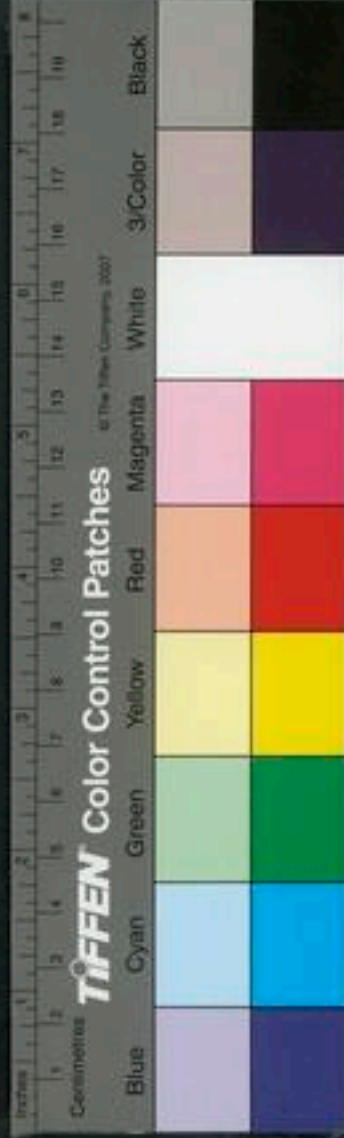 Inches 1 2 3 4 5 6 7 8
Centimetres 1 2 3 4 5 6 7 8 9 10 11 12 13 14 15 16 17 18 19
TIFFEN® Color Control Patches © The Tiffen Company, 2007
Blue Cyan Green Yellow Red Magenta White 3/Color Black